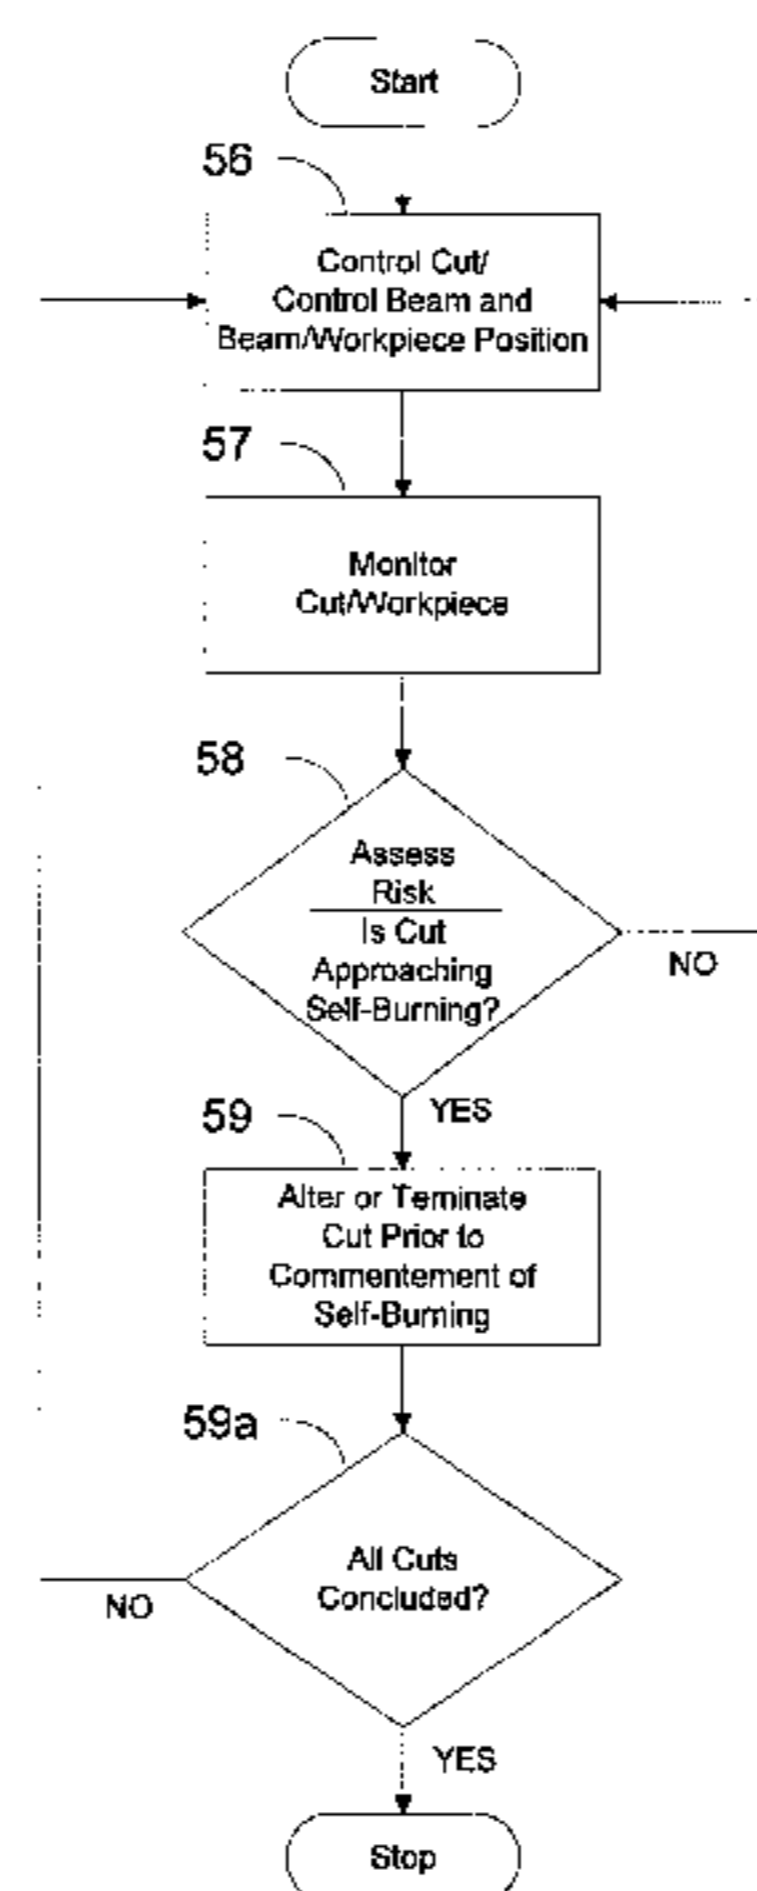 Start
56
Control Cut/
Control Beam and
Beam/Workpiece Position
57
Monitor
Cut/Workpiece
58
Assess
Risk
Is Cut
Approaching
Self-Burning?
NO
YES
59
Alter or Teminate
Cut Prior to
Commentement of
Self-Burning
59a
All Cuts
Concluded?
NO
YES
Stop